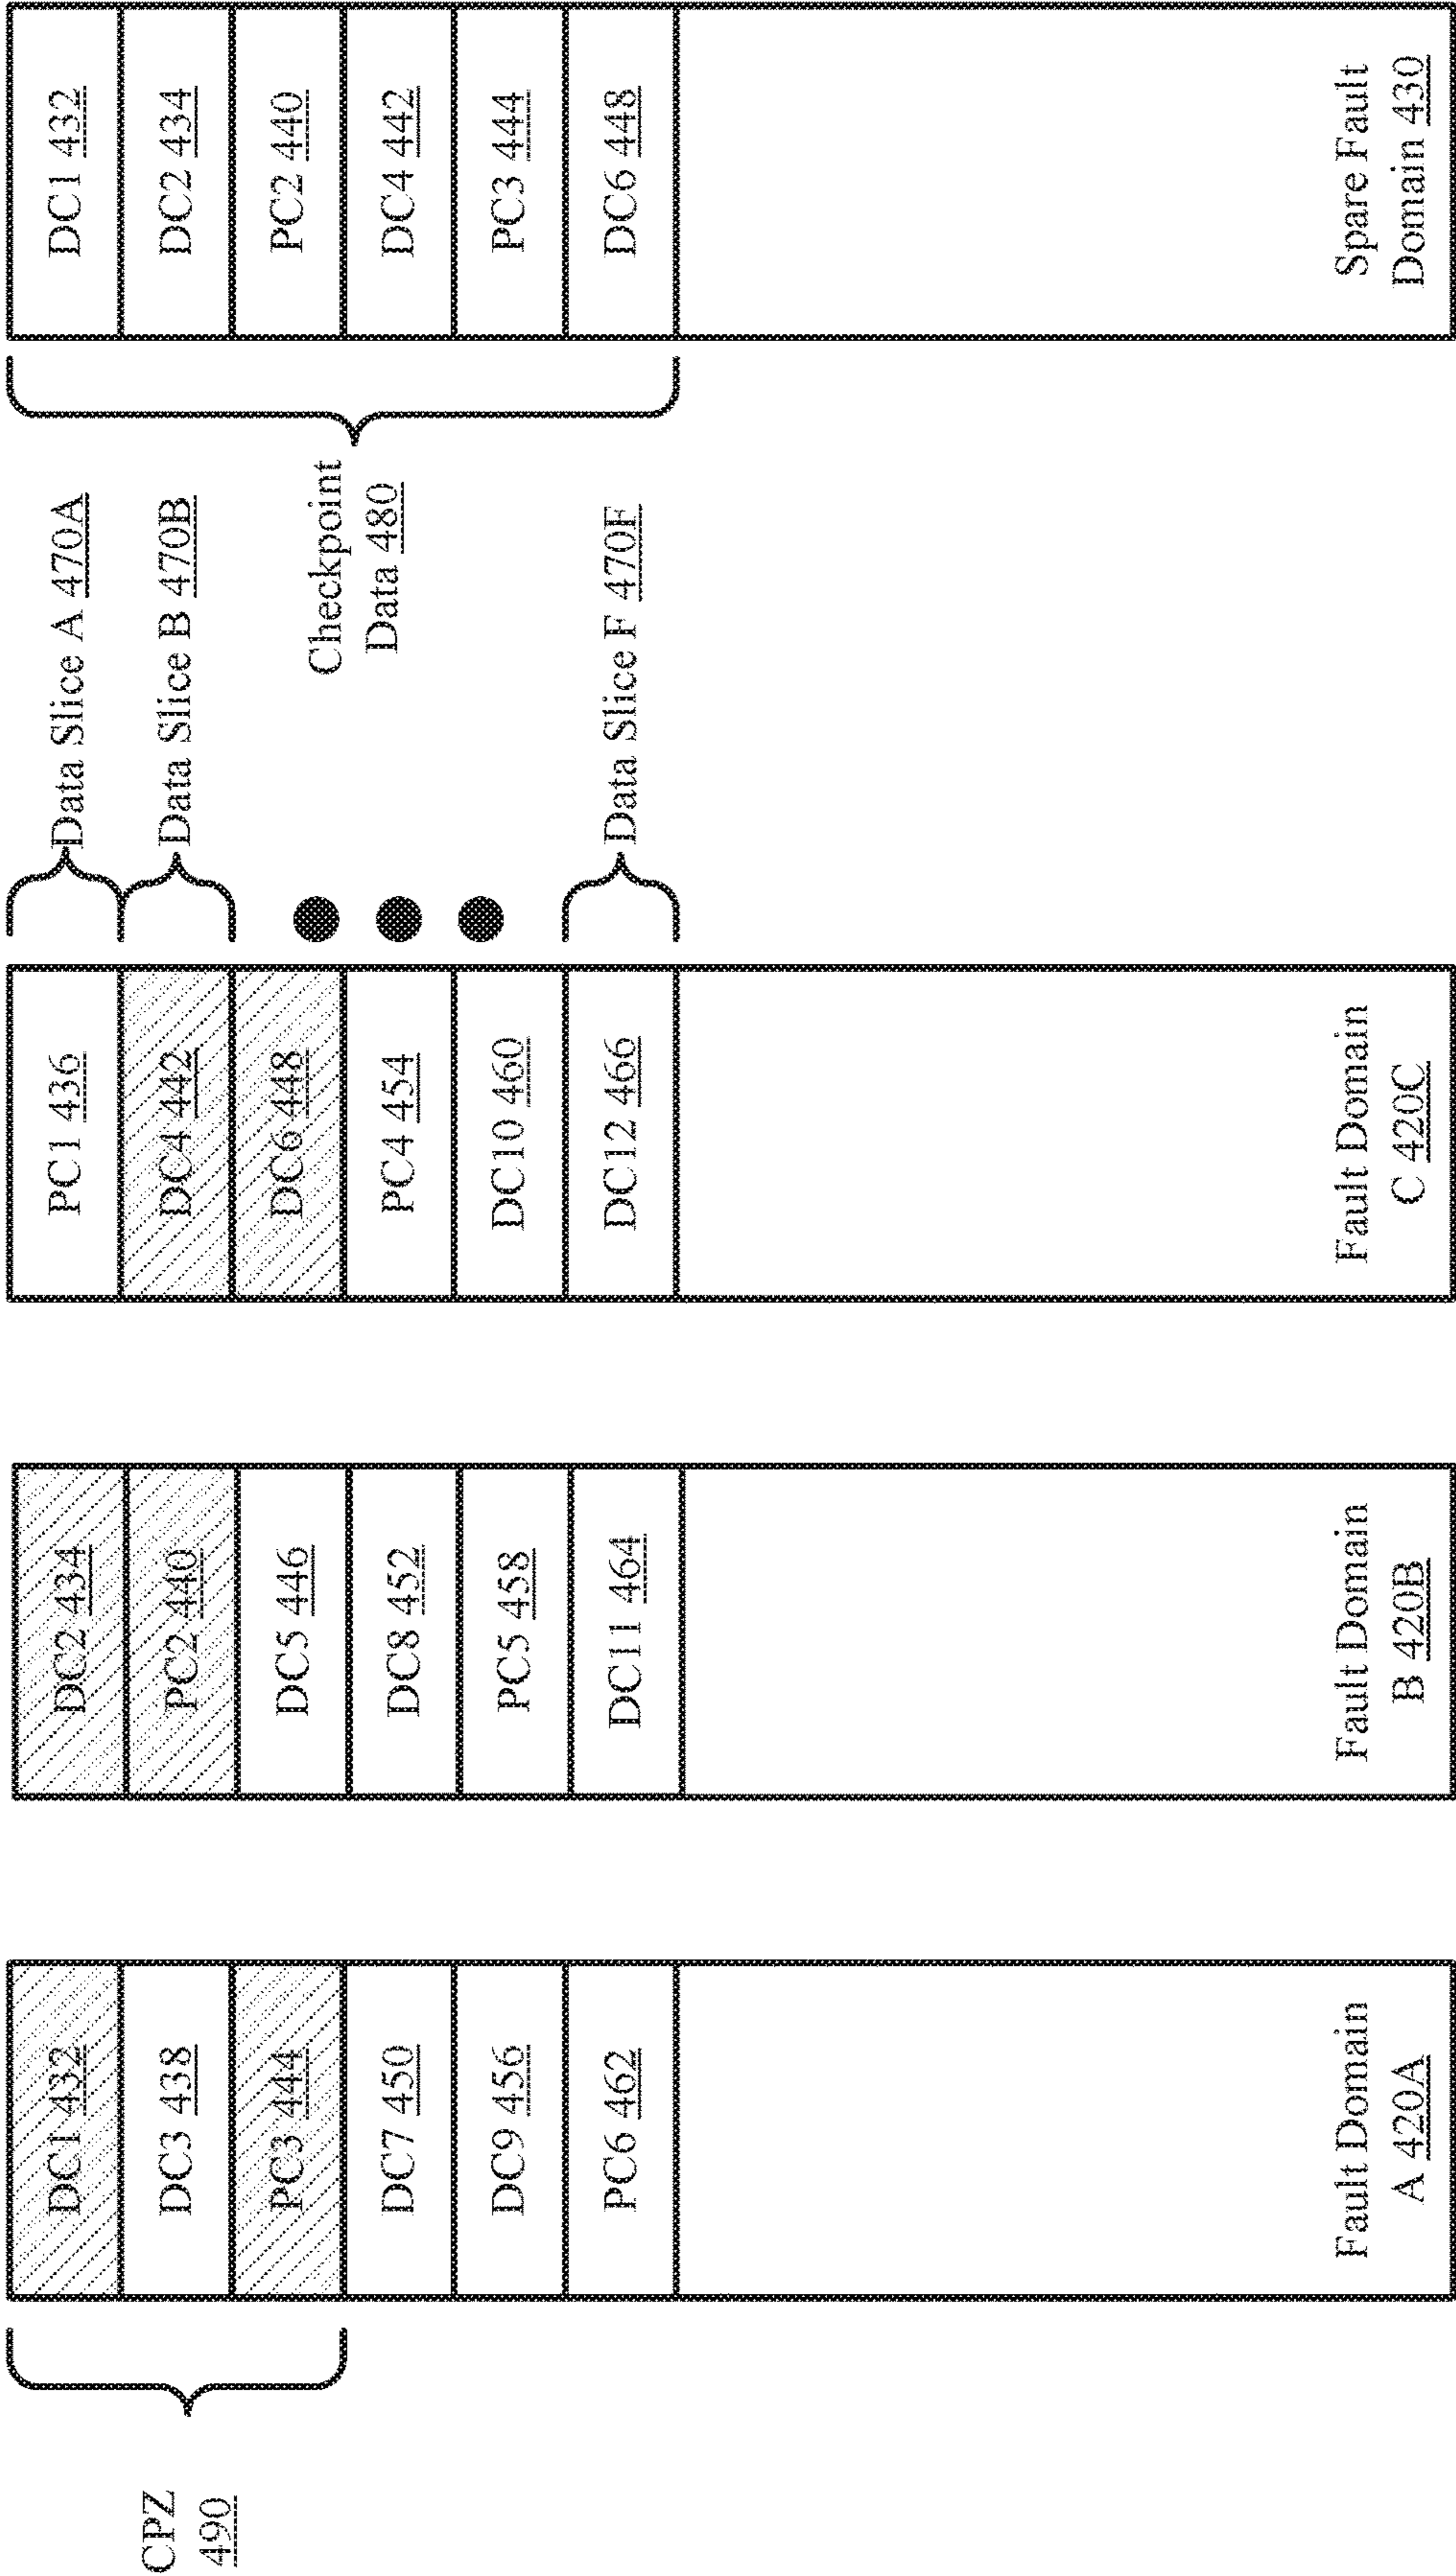 CPZ
490
DC1 432
DC3 438
PC3 444
DC7 450
DC9 456
PC6 462
Fault Domain
A 420A
DC2 434
PC2 440
DC5 446
DC8 452
PC5 458
DC11 464
Fault Domain
B 420B
PC1 436
DC4 442
DC6 448
PC4 454
DC10 460
DC12 466
Fault Domain
C 420C
Data Slice A 470A
Data Slice B 470B
Data Slice F 470F
Checkpoint
Data 480
DC1 432
DC2 434
PC2 440
DC4 442
PC3 444
DC6 448
Spare Fault
Domain 430